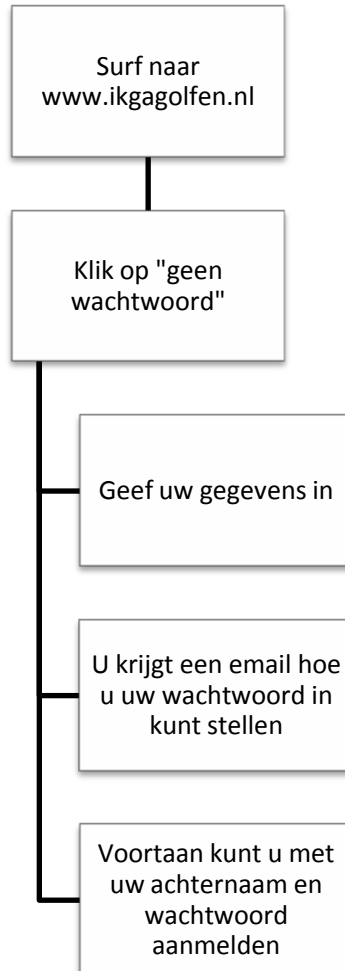 Surf naar
www.ikgagolfen.nl
Klik op "geen
wachtwoord"
Geef uw gegevens in
U krijgt een email hoe
u uw wachtwoord in
kunt stellen
Voortaan kunt u met
uw achternaam en
wachtwoord
aanmelden